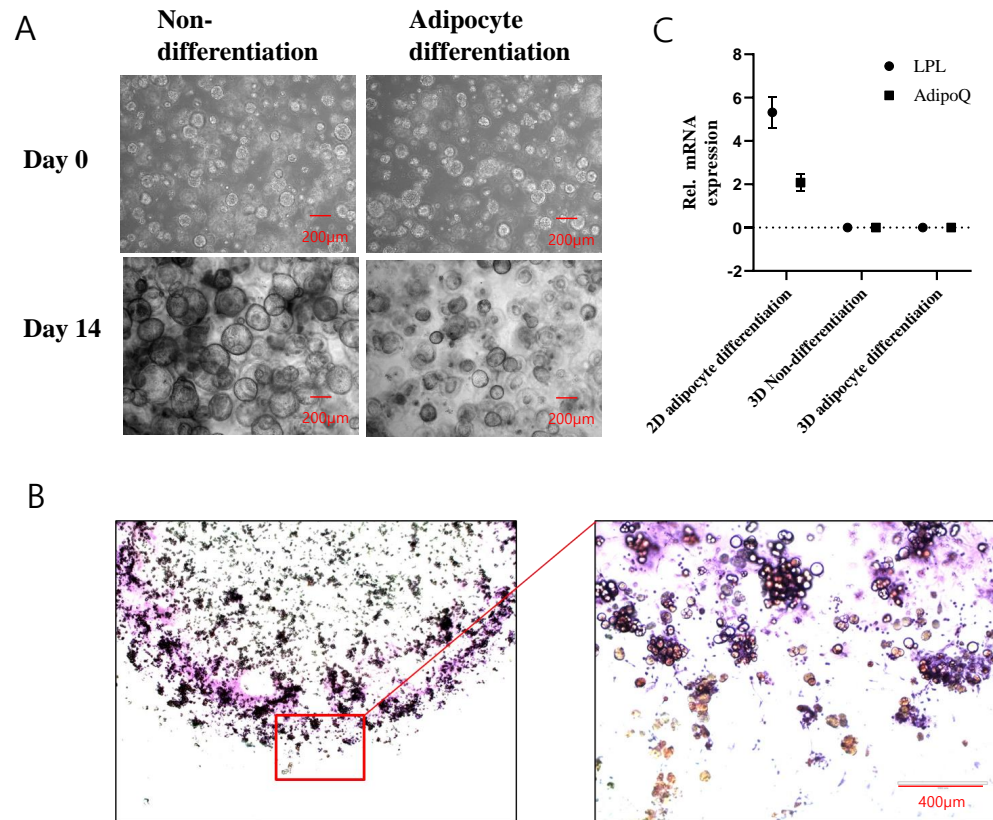 A
Non-
differentiation
Adipocyte
differentiation
Day 0
200μm
200μm
Day 14
200μm
200μm
C
LPL
AdipoQ
Rel. mRNA
expression
8
6
4
2
0
-2
2D adipocyte differentiation
3D Non-differentiation
3D adipocyte differentiation
B
400μm